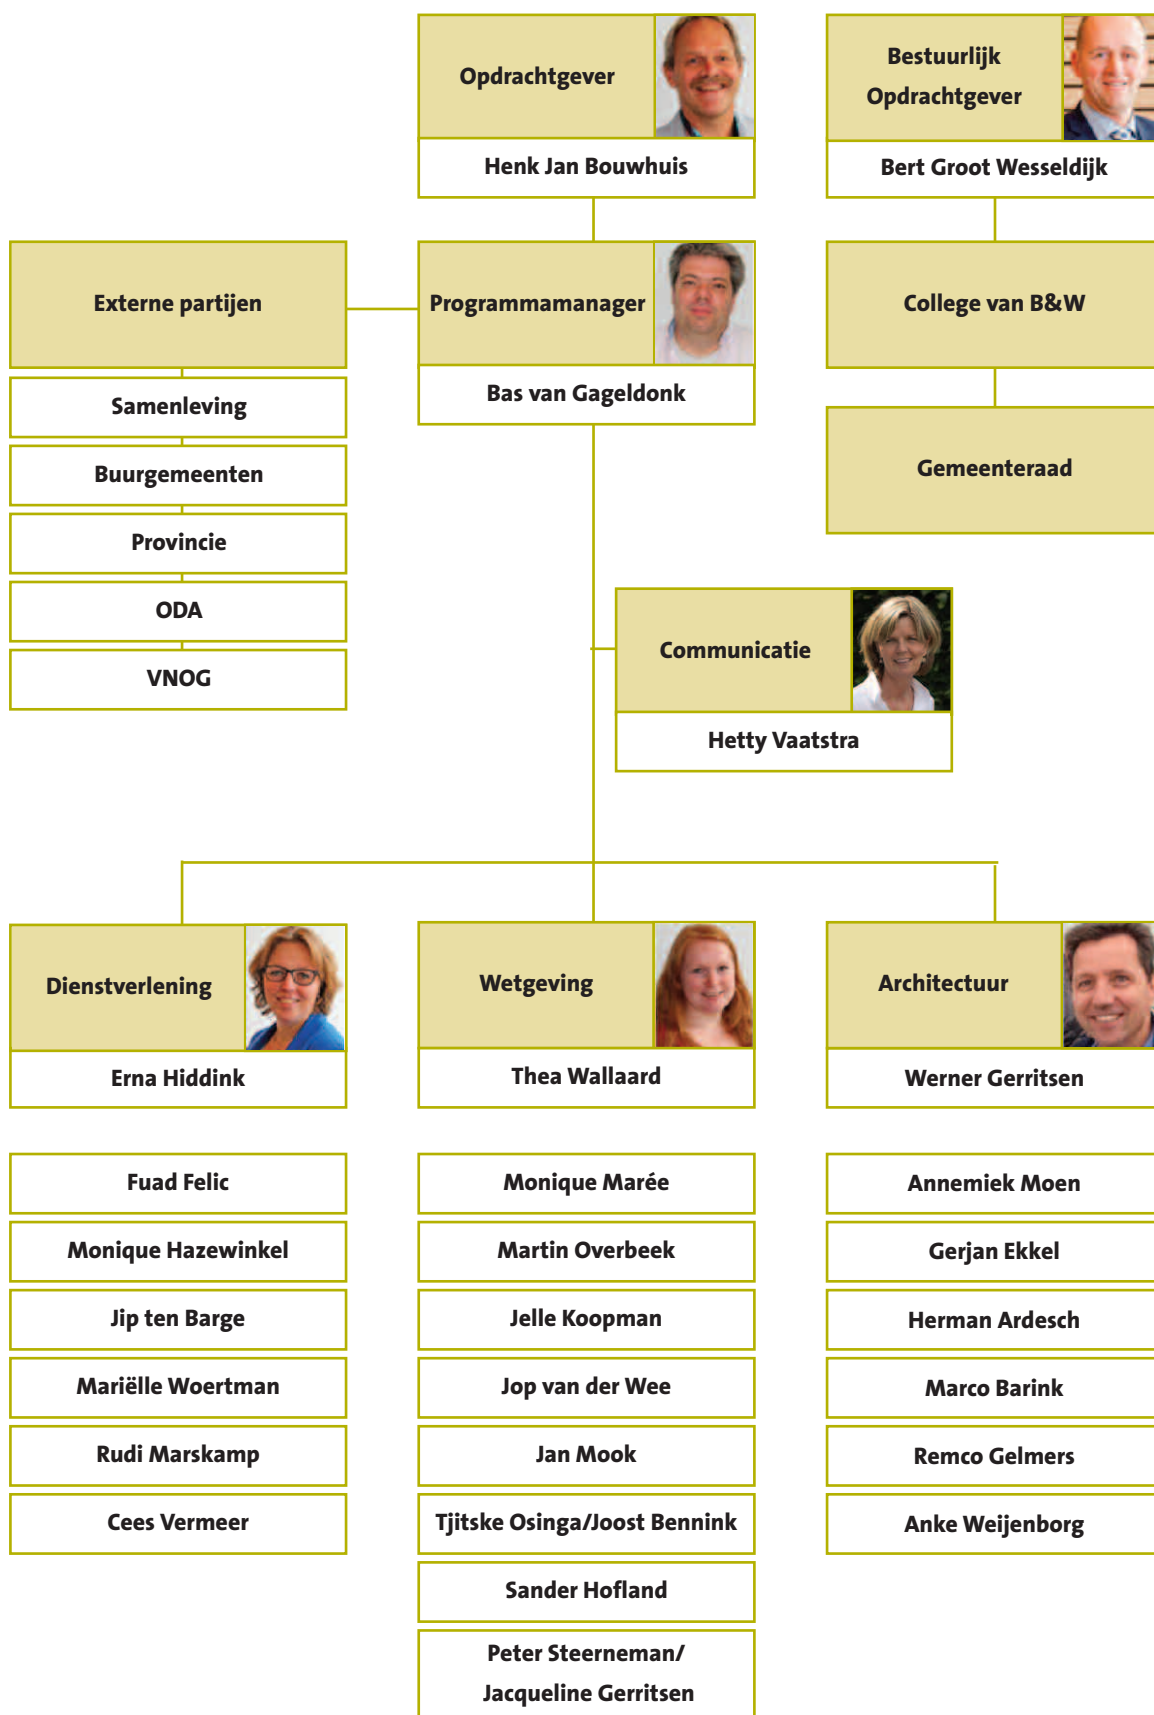 Opdrachtgever
Henk Jan Bouwhuis
Bestuurlijk
Opdrachtgever
Bert Groot Wesseldijk
Externe partijen
Samenleving
Buurgemeenten
Provincie
ODA
VNOG
Programmamanager
Bas van Gageldonk
College van B&W
Gemeenteraad
Communicatie
Hetty Vaatstra
Dienstverlening
Erna Hiddink
Fuad Felic
Monique Hazewinkel
Jip ten Barge
Mariëlle Woertman
Rudi Marskamp
Cees Vermeer
Wetgeving
Thea Wallaard
Monique Marée
Martin Overbeek
Jelle Koopman
Jop van der Wee
Jan Mook
Tjitske Osinga/Joost Bennink
Sander Hofland
Peter Steerneman/
Jacqueline Gerritsen
Architectuur
Werner Gerritsen
Annemiek Moen
Gerjan Ekkel
Herman Ardesch
Marco Barink
Remco Gelmers
Anke Weijenborg